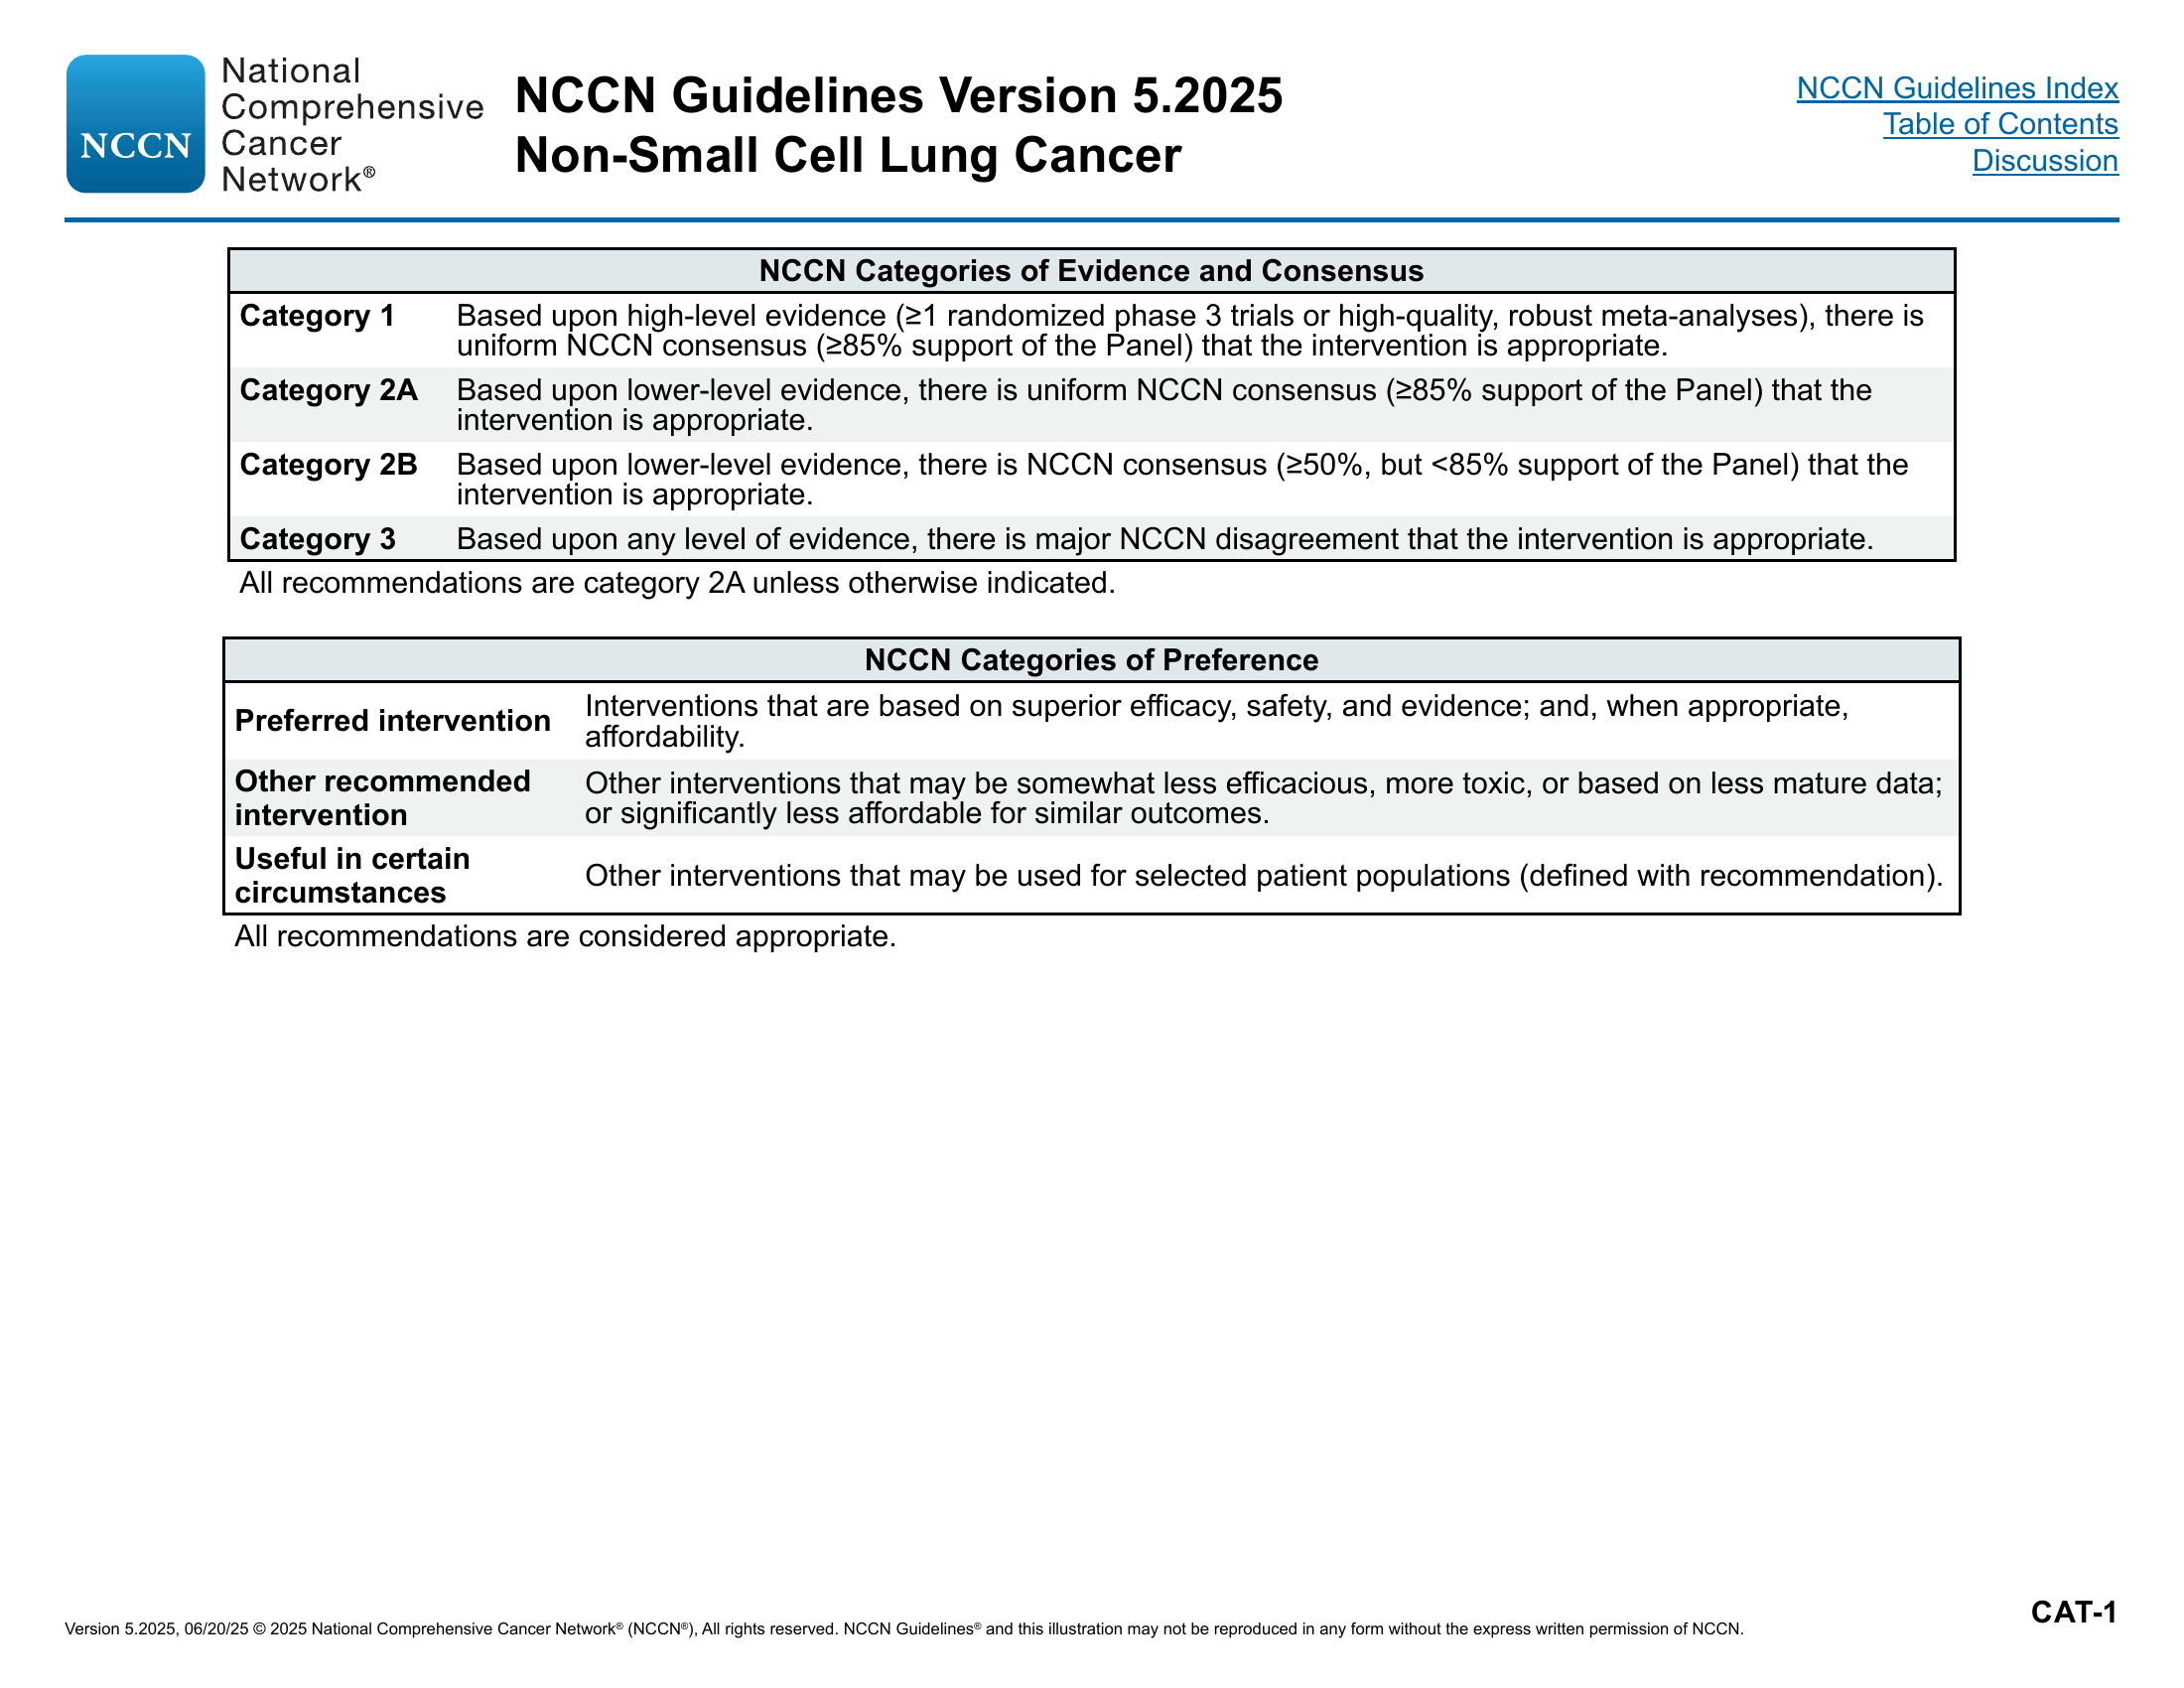 NCCN
National
Comprehensive
Cancer
Network®
NCCN Guidelines Version 5.2025
Non-Small Cell Lung Cancer
NCCN Guidelines Index
Table of Contents
Discussion
NCCN Categories of Evidence and Consensus
Category 1 Based upon high-level evidence (≥1 randomized phase 3 trials or high-quality, robust meta-analyses), there is
uniform NCCN consensus (≥85% support of the Panel) that the intervention is appropriate.
Category 2A Based upon lower-level evidence, there is uniform NCCN consensus (≥85% support of the Panel) that the
intervention is appropriate.
Category 2B Based upon lower-level evidence, there is NCCN consensus (≥50%, but <85% support of the Panel) that the
intervention is appropriate.
Category 3 Based upon any level of evidence, there is major NCCN disagreement that the intervention is appropriate.
All recommendations are category 2A unless otherwise indicated.
NCCN Categories of Preference
Preferred intervention Interventions that are based on superior efficacy, safety, and evidence; and, when appropriate,
affordability.
Other recommended
intervention
Other interventions that may be somewhat less efficacious, more toxic, or based on less mature data;
or significantly less affordable for similar outcomes.
Useful in certain
circumstances
Other interventions that may be used for selected patient populations (defined with recommendation).
All recommendations are considered appropriate.
CAT-1
Version 5.2025, 06/20/25 © 2025 National Comprehensive Cancer Network® (NCCN®), All rights reserved. NCCN Guidelines® and this illustration may not be reproduced in any form without the express written permission of NCCN.